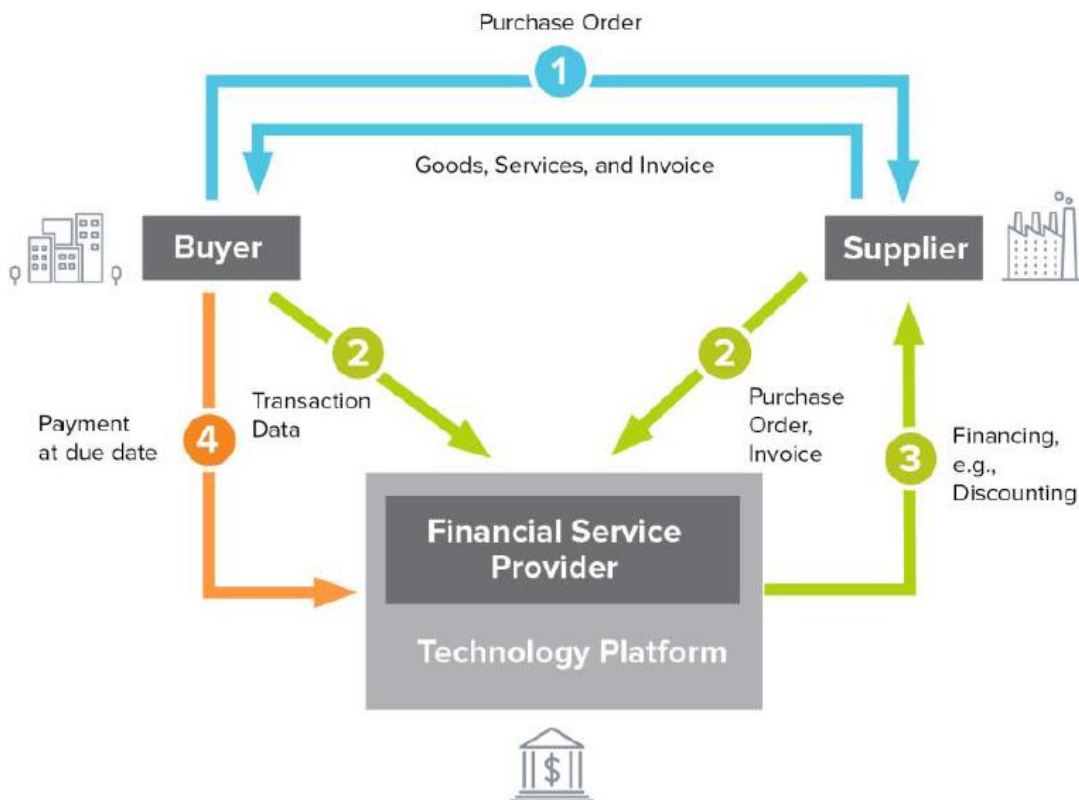 Purchase Order
1
Goods, Services, and Invoice
Buyer
Supplier
2
2
Transaction
Data
Purchase
Order,
Invoice
Payment
at due date
4
3
Financing,
e.g.,
Discounting
Financial Service
Provider
Technology Platform
$